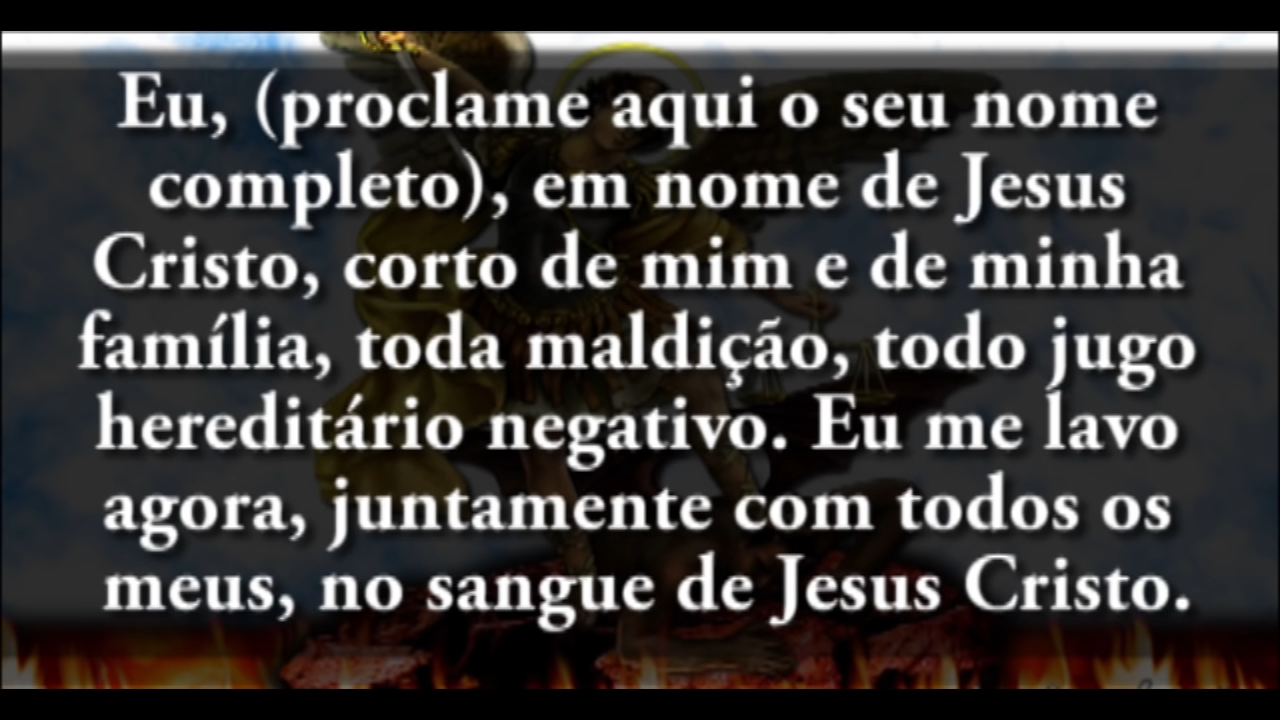 Eu, (proclame aqui o seu nome
completo), em nome de Jesus
Cristo, corto de mim e de minha
família, toda maldição, todo jugo
hereditário negativo. Eu me lavo
agora, juntamente com todos os
meus, no sangue de Jesus Cristo.